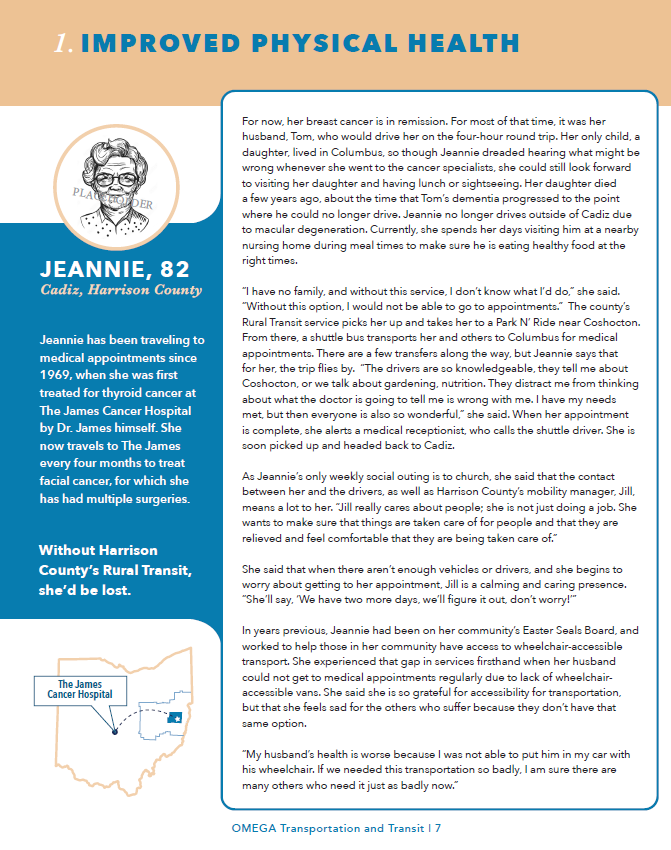 1. IMPROVED PHYSICAL HEALTH
PLACEHOLDER
JEANNIE, 82
Cadiz, Harrison County
Jeannie has been traveling to
medical appointments since
1969, when she was first
treated for thyroid cancer at
The James Cancer Hospital
by Dr. James himself. She
now travels to The James
every four months to treat
facial cancer, for which she
has had multiple surgeries.
Without Harrison
County’s Rural Transit,
she’d be lost.
The James
Cancer Hospital
For now, her breast cancer is in remission. For most of that time, it was her
husband, Tom, who would drive her on the four-hour round trip. Her only child, a
daughter, lived in Columbus, so though Jeannie dreaded hearing what might be
wrong whenever she went to the cancer specialists, she could still look forward
to visiting her daughter and having lunch or sightseeing. Her daughter died
a few years ago, about the time that Tom’s dementia progressed to the point
where he could no longer drive. Jeannie no longer drives outside of Cadiz due
to macular degeneration. Currently, she spends her days visiting him at a nearby
nursing home during meal times to make sure he is eating healthy food at the
right times.
“I have no family, and without this service, I don’t know what I’d do,” she said.
“Without this option, I would not be able to go to appointments.” The county’s
Rural Transit service picks her up and takes her to a Park N’ Ride near Coshocton.
From there, a shuttle bus transports her and others to Columbus for medical
appointments. There are a few transfers along the way, but Jeannie says that
for her, the trip flies by. “The drivers are so knowledgeable, they tell me about
Coshocton, or we talk about gardening, nutrition. They distract me from thinking
about what the doctor is going to tell me is wrong with me. I have my needs
met, but then everyone is also so wonderful,” she said. When her appointment
is complete, she alerts a medical receptionist, who calls the shuttle driver. She is
soon picked up and headed back to Cadiz.
As Jeannie’s only weekly social outing is to church, she said that the contact
between her and the drivers, as well as Harrison County’s mobility manager, Jill,
means a lot to her. “Jill really cares about people; she is not just doing a job. She
wants to make sure that things are taken care of for people and that they are
relieved and feel comfortable that they are being taken care of.”
She said that when there aren’t enough vehicles or drivers, and she begins to
worry about getting to her appointment, Jill is a calming and caring presence.
“She’ll say, ‘We have two more days, we’ll figure it out, don’t worry!’”
In years previous, Jeannie had been on her community’s Easter Seals Board, and
worked to help those in her community have access to wheelchair-accessible
transport. She experienced that gap in services firsthand when her husband
could not get to medical appointments regularly due to lack of wheelchair-
accessible vans. She said she is so grateful for accessibility for transportation,
but that she feels sad for the others who suffer because they don’t have that
same option.
“My husband’s health is worse because I was not able to put him in my car with
his wheelchair. If we needed this transportation so badly, I am sure there are
many others who need it just as badly now.”
OMEGA Transportation and Transit | 7